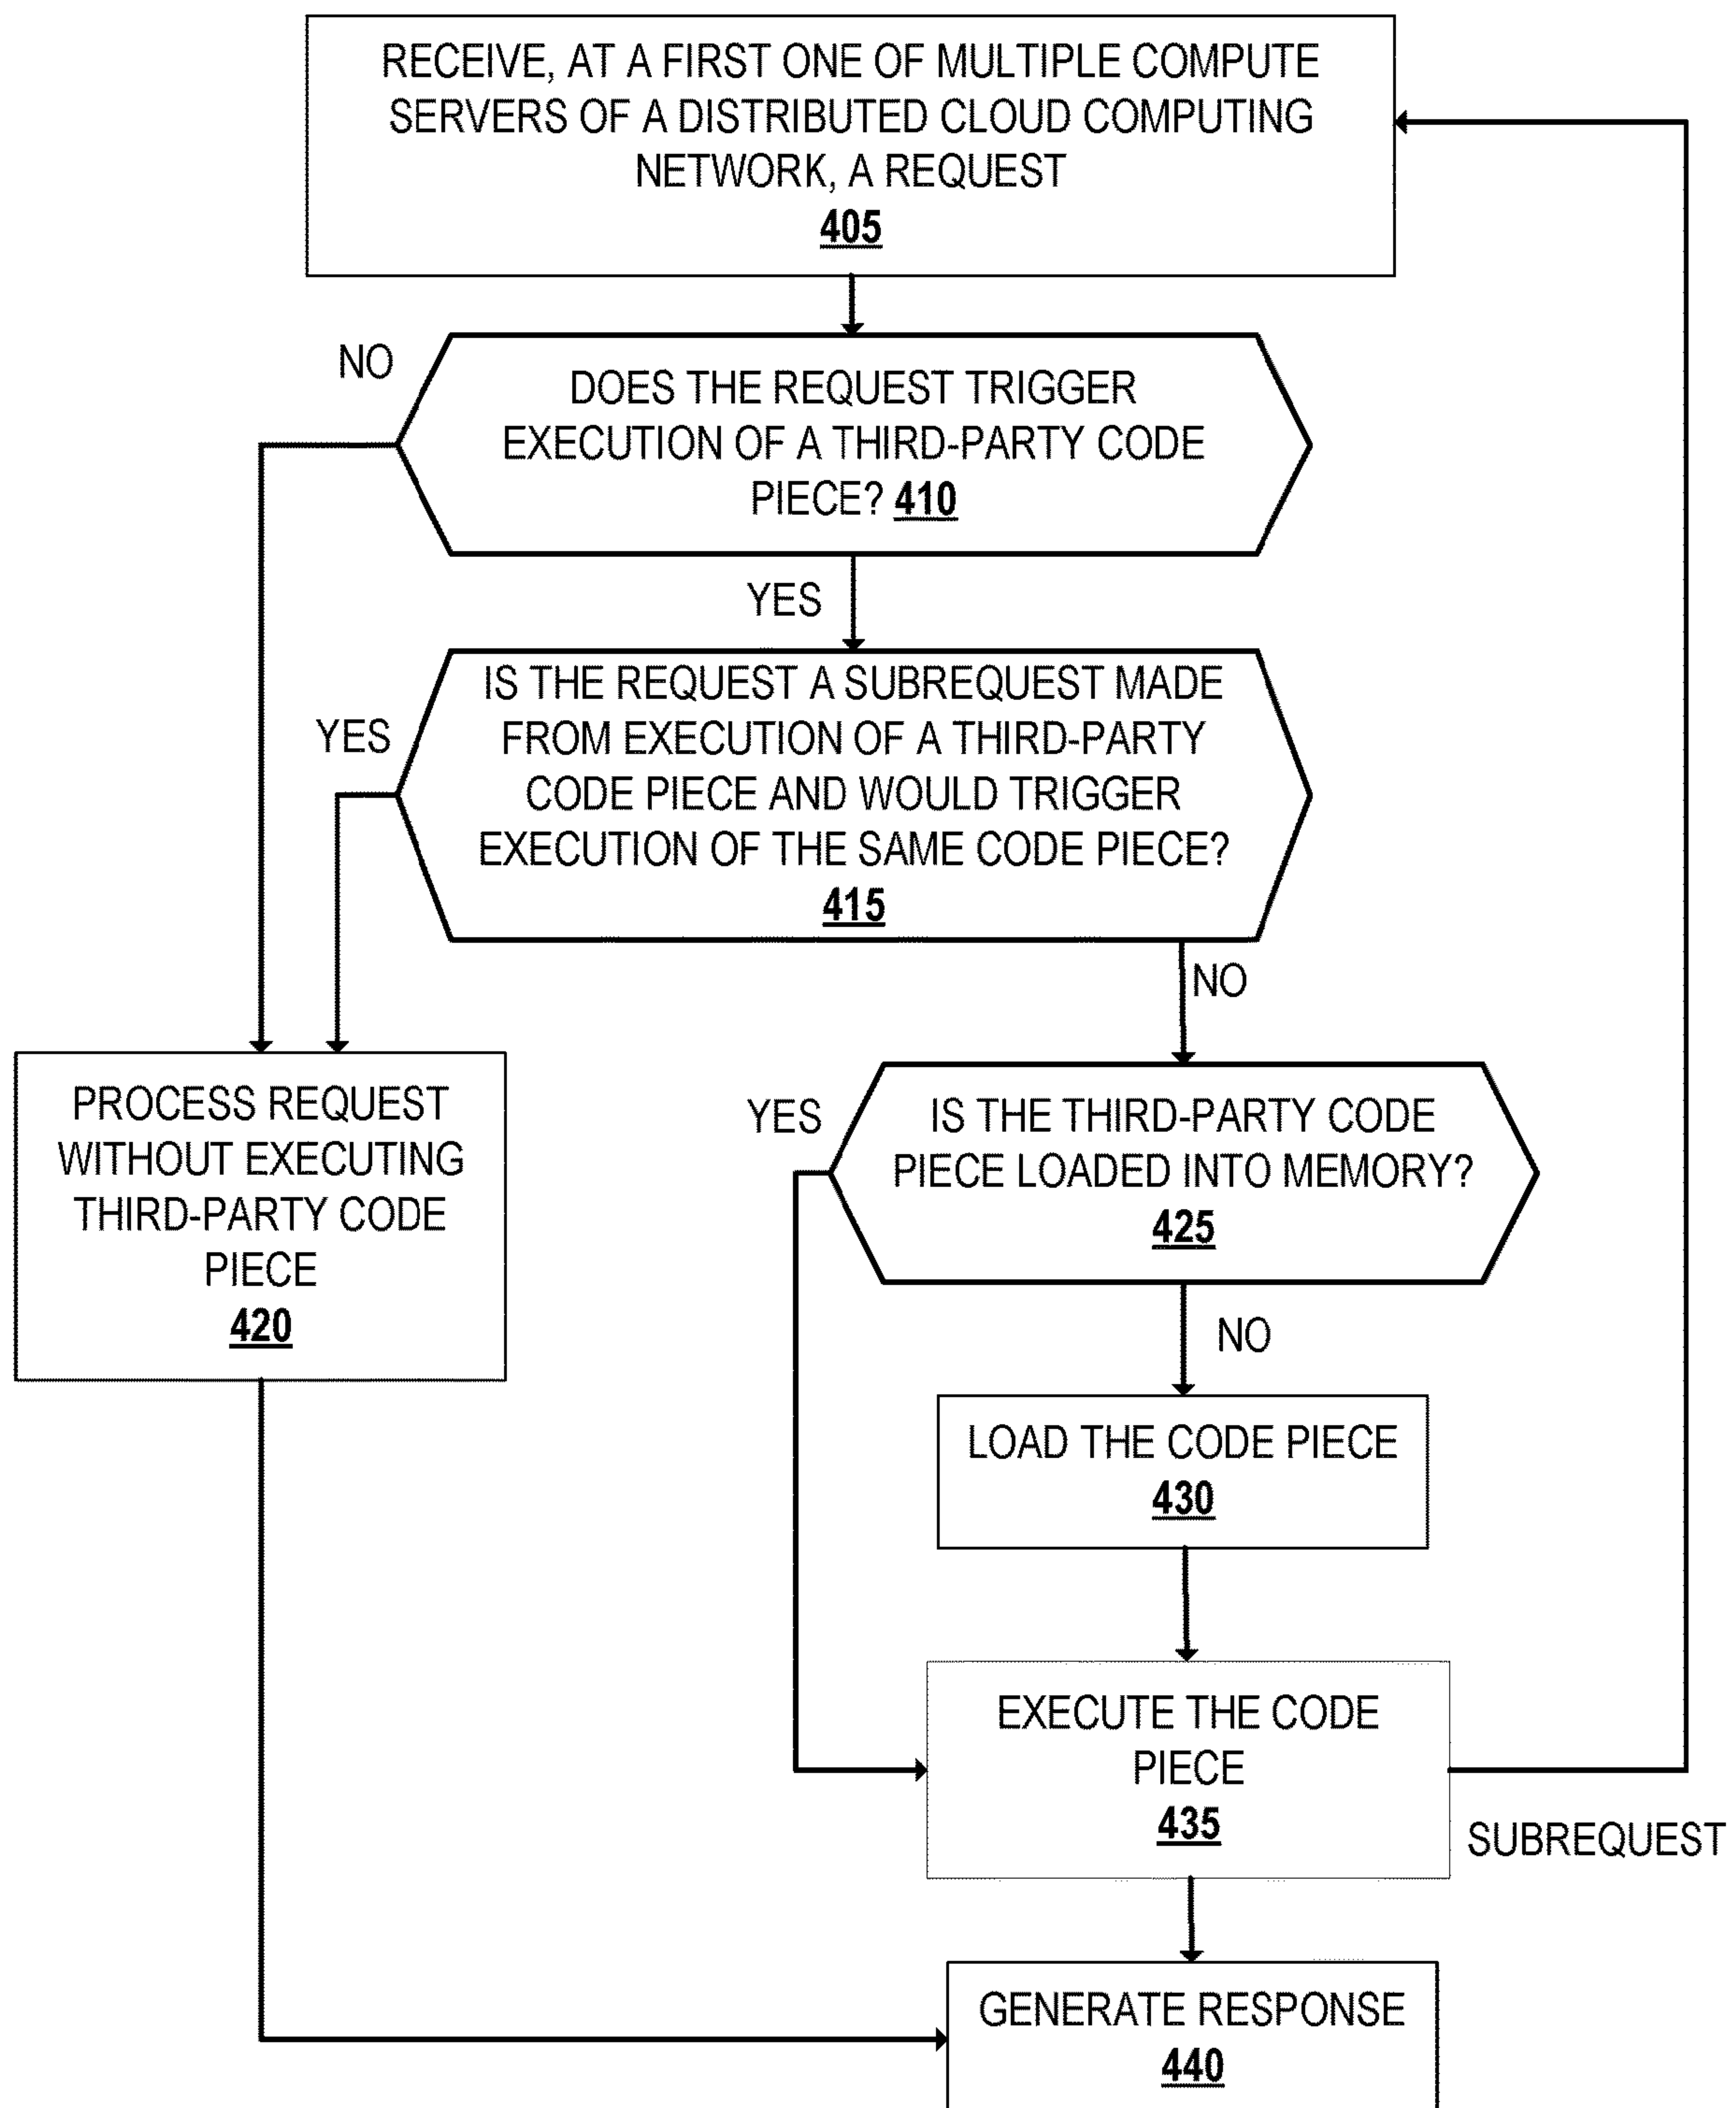 RECEIVE, AT A FIRST ONE OF MULTIPLE COMPUTE
SERVERS OF A DISTRIBUTED CLOUD COMPUTING
NETWORK, A REQUEST
405
NO
DOES THE REQUEST TRIGGER
EXECUTION OF A THIRD-PARTY CODE
PIECE? 410
YES
IS THE REQUEST A SUBREQUEST MADE
FROM EXECUTION OF A THIRD-PARTY
CODE PIECE AND WOULD TRIGGER
EXECUTION OF THE SAME CODE PIECE?
415
YES
NO
PROCESS REQUEST
WITHOUT EXECUTING
THIRD-PARTY CODE
PIECE
420
YES
IS THE THIRD-PARTY CODE
PIECE LOADED INTO MEMORY?
425
NO
LOAD THE CODE PIECE
430
EXECUTE THE CODE
PIECE
435
SUBREQUEST
GENERATE RESPONSE
440